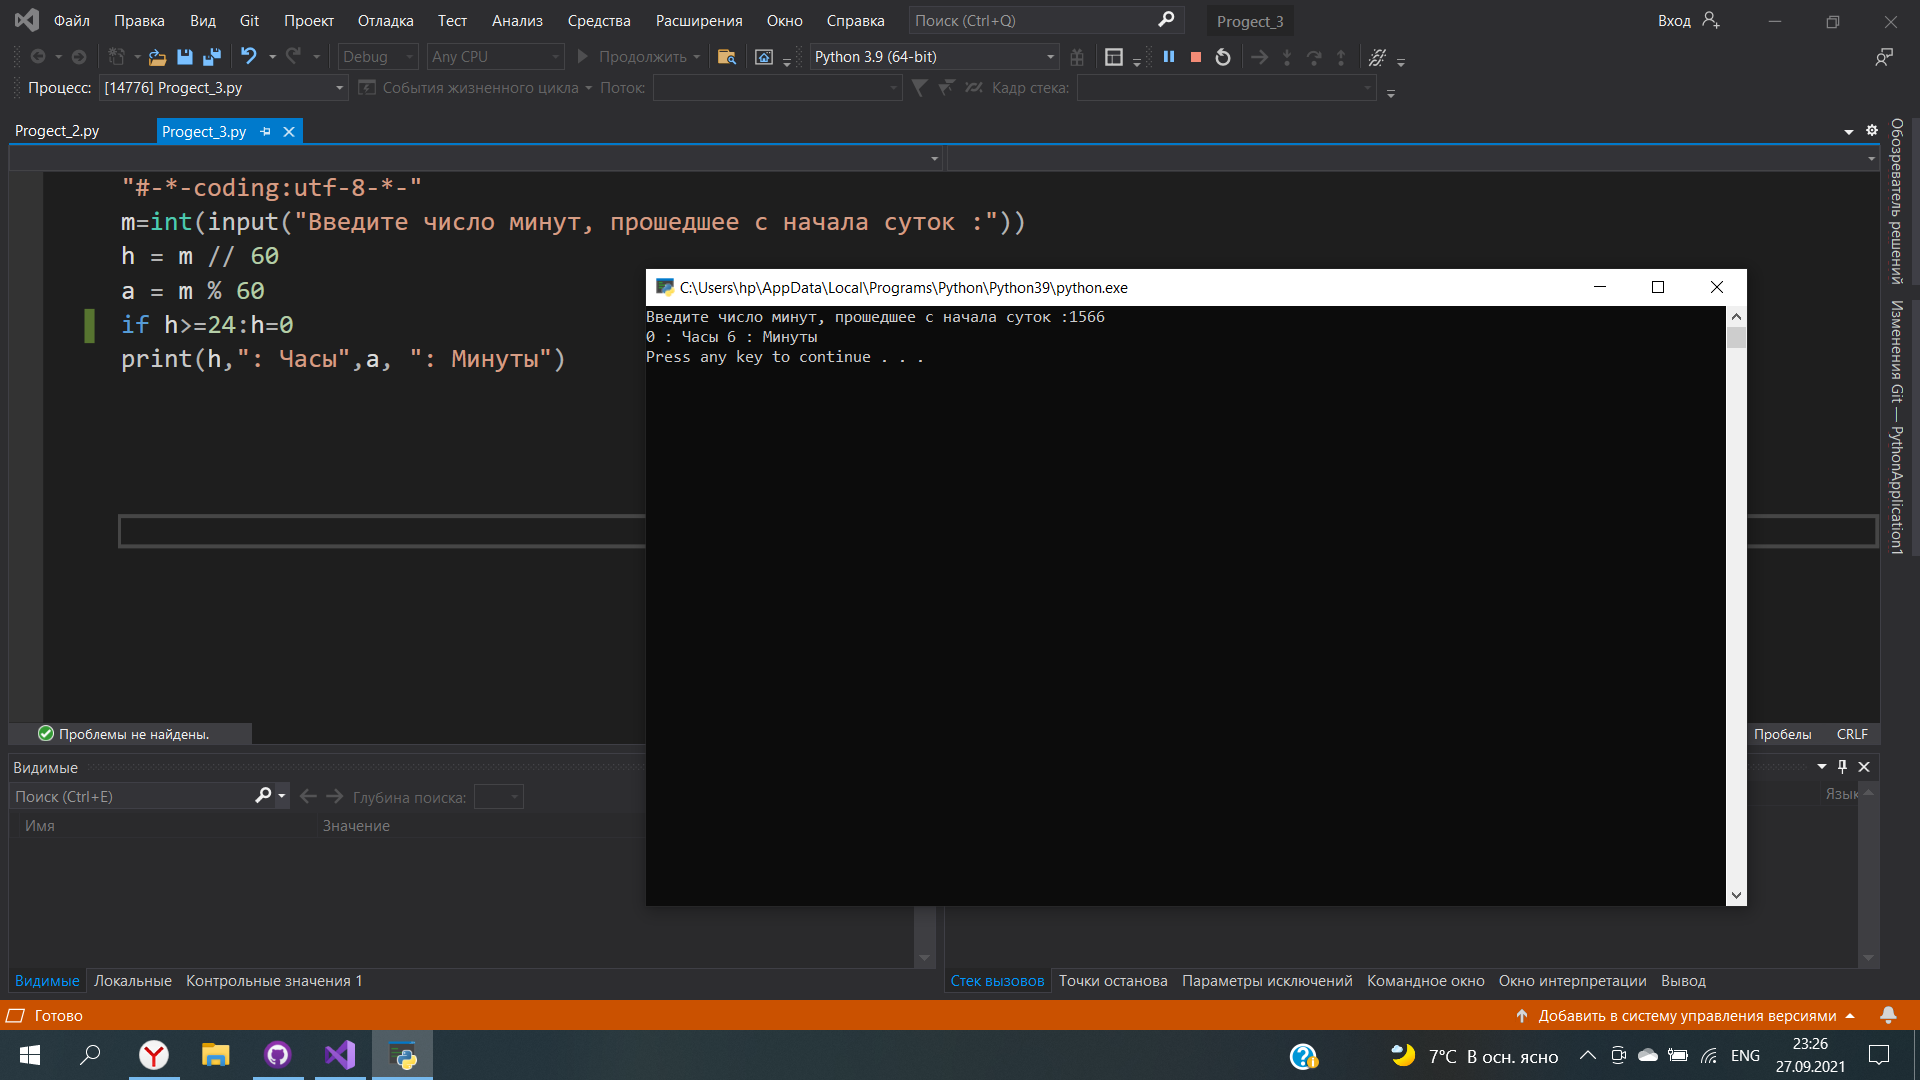 Файл Правка Вид Git Проект Отладка Тест Анализ Средства Расширения Окно Справка Поиск (Ctrl+Q) Progect_3 Вход
Debug Any CPU Продолжить Python 3.9 (64-bit)
Процесс: [14776] Progect_3.py События жизненного цикла Поток: Кадр стека:
Progect_2.py Progect_3.py
"#-*-coding:utf-8-*-"
m=int(input("Введите число минут, прошедшее с начала суток :"))
h = m // 60
a = m % 60
if h>=24:h=0
print(h,": Часы",a, ": Минуты")
C:\Users\hp\AppData\Local\Programs\Python\Python39\python.exe
Введите число минут, прошедшее с начала суток :1566
0 : Часы 6 : Минуты
Press any key to continue . . .
Обозреватель решений
Изменения Git — PythonApplication1
Проблемы не найдены.
Пробелы CRLF
Видимые
Поиск (Ctrl+E) Глубина поиска:
Имя Значение
Язык
Видимые Локальные Контрольные значения 1
Стек вызовов Точки останова Параметры исключений Командное окно Окно интерпретации Вывод
Готово
Добавить в систему управления версиями
7°C В осн. ясно ENG
23:26
27.09.2021